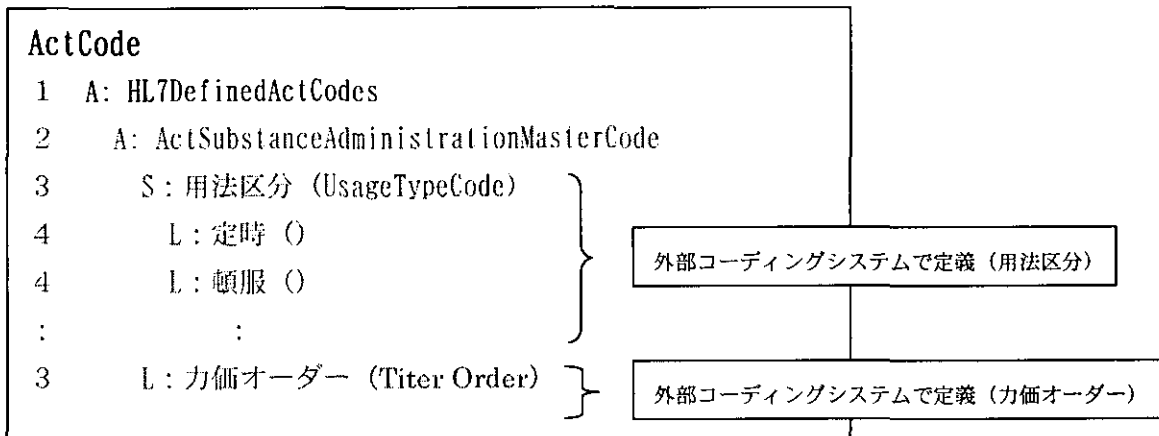 ActCode
1 A: HL7DefinedActCodes
2 A: ActSubstanceAdministrationMasterCode
3 S：用法区分 (UsageTypeCode)
4 L：定時 ()
4 L：頓服 ()
: :
外部コーディングシステムで定義（用法区分）
3 L：力価オーダー (Titer Order)
外部コーディングシステムで定義（力価オーダー）